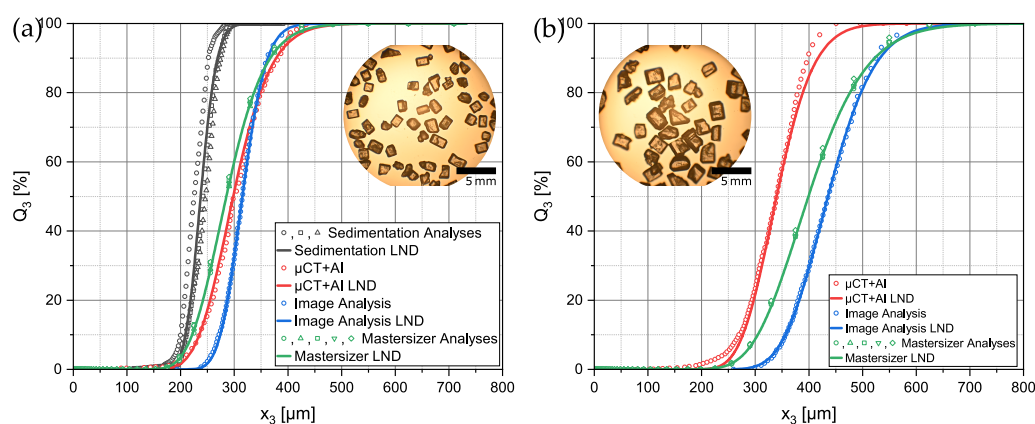 (a)
100
80
60
40
20
0
Q3 [%]
5 mm
○, □, △ Sedimentation Analyses
Sedimentation LND
µCT+AI
µCT+AI LND
Image Analysis
Image Analysis LND
○, △, □, ▽, ◇ Mastersizer Analyses
Mastersizer LND
0 100 200 300 400 500 600 700 800
x3 [µm]
(b)
100
80
60
40
20
0
Q3 [%]
5 mm
µCT+AI
µCT+AI LND
Image Analysis
Image Analysis LND
○, △, □, ▽, ◇ Mastersizer Analyses
Mastersizer LND
0 100 200 300 400 500 600 700 800
x3 [µm]